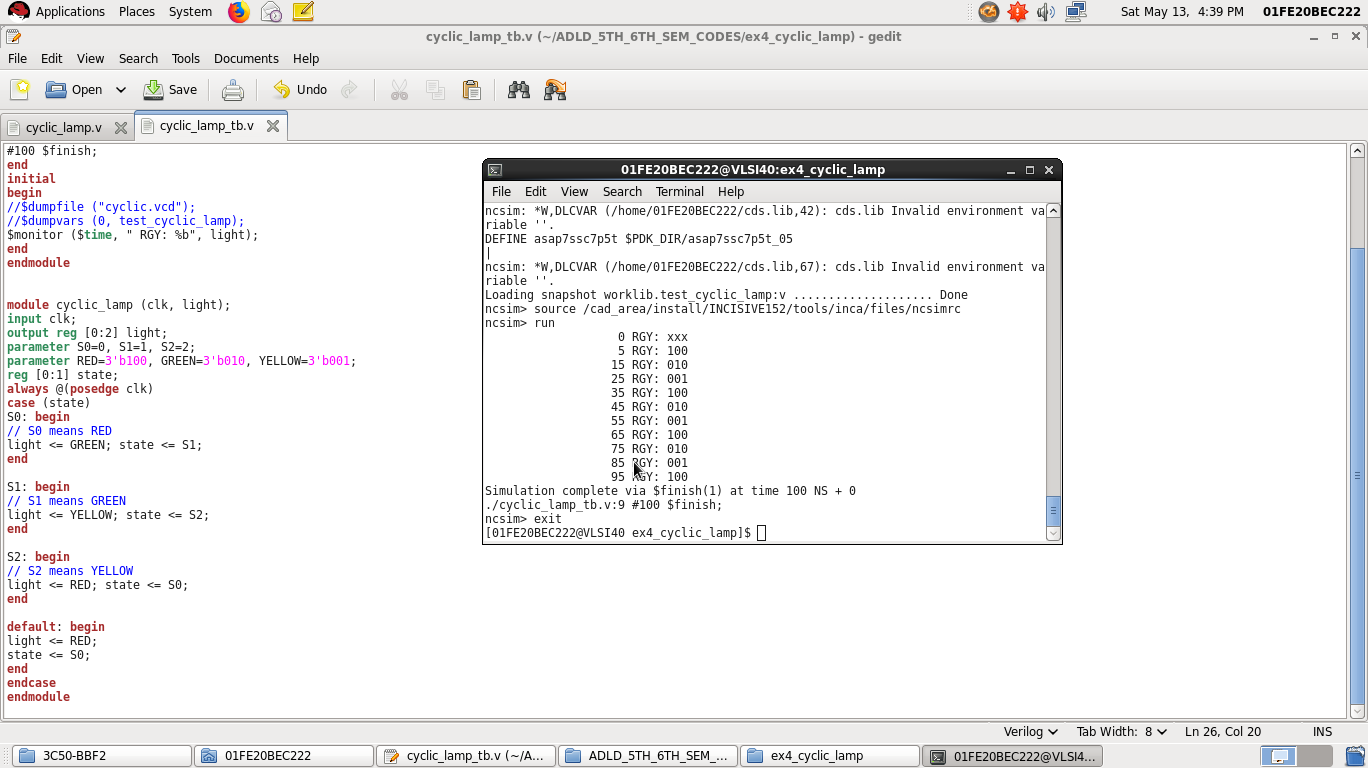 Applications Places System
Sat May 13, 4:39 PM 01FE20BEC222
cyclic_lamp_tb.v (~/ADLD_5TH_6TH_SEM_CODES/ex4_cyclic_lamp) - gedit
File Edit View Search Tools Documents Help
Open Save Undo
cyclic_lamp.v cyclic_lamp_tb.v
#100 $finish;
end
initial
begin
//$dumpfile ("cyclic.vcd");
//$dumpvars (0, test_cyclic_lamp);
$monitor ($time, " RGY: %b", light);
end
endmodule
module cyclic_lamp (clk, light);
input clk;
output reg [0:2] light;
parameter S0=0, S1=1, S2=2;
parameter RED=3'b100, GREEN=3'b010, YELLOW=3'b001;
reg [0:1] state;
always @(posedge clk)
case (state)
S0: begin
// S0 means RED
light <= GREEN; state <= S1;
end
S1: begin
// S1 means GREEN
light <= YELLOW; state <= S2;
end
S2: begin
// S2 means YELLOW
light <= RED; state <= S0;
end
default: begin
light <= RED;
state <= S0;
end
endcase
endmodule
01FE20BEC222@VLSI40:ex4_cyclic_lamp
File Edit View Search Terminal Help
ncsim: *W,DLCVAR (/home/01FE20BEC222/cds.lib,42): cds.lib Invalid environment va
riable ''.
DEFINE asap7ssc7p5t $PDK_DIR/asap7ssc7p5t_05
|
ncsim: *W,DLCVAR (/home/01FE20BEC222/cds.lib,67): cds.lib Invalid environment va
riable ''.
Loading snapshot worklib.test_cyclic_lamp:v .................... Done
ncsim> source /cad_area/install/INCISIVE152/tools/inca/files/ncsimrc
ncsim> run
0 RGY: xxx
5 RGY: 100
15 RGY: 010
25 RGY: 001
35 RGY: 100
45 RGY: 010
55 RGY: 001
65 RGY: 100
75 RGY: 010
85 RGY: 001
95 RGY: 100
Simulation complete via $finish(1) at time 100 NS + 0
./cyclic_lamp_tb.v:9 #100 $finish;
ncsim> exit
[01FE20BEC222@VLSI40 ex4_cyclic_lamp]$
Verilog Tab Width: 8 Ln 26, Col 20 INS
3C50-BBF2 01FE20BEC222 cyclic_lamp_tb.v (~/A... ADLD_5TH_6TH_SEM_... ex4_cyclic_lamp 01FE20BEC222@VLSI4...